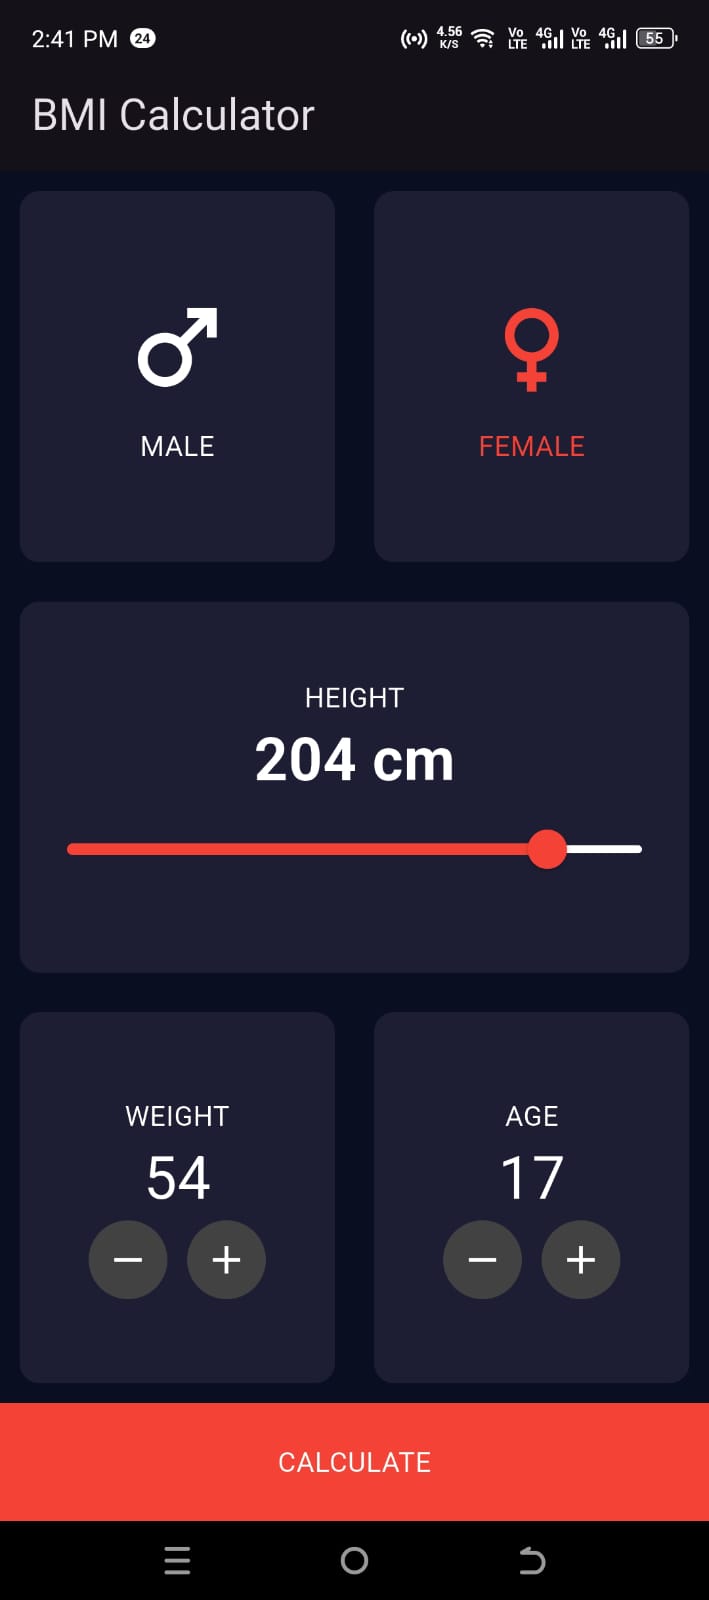 2:41 PM 24 4.56 K/S Vo LTE 4G Vo LTE 4G 55
BMI Calculator
MALE FEMALE
HEIGHT
204 cm
WEIGHT AGE
54 17
− + − +
CALCULATE